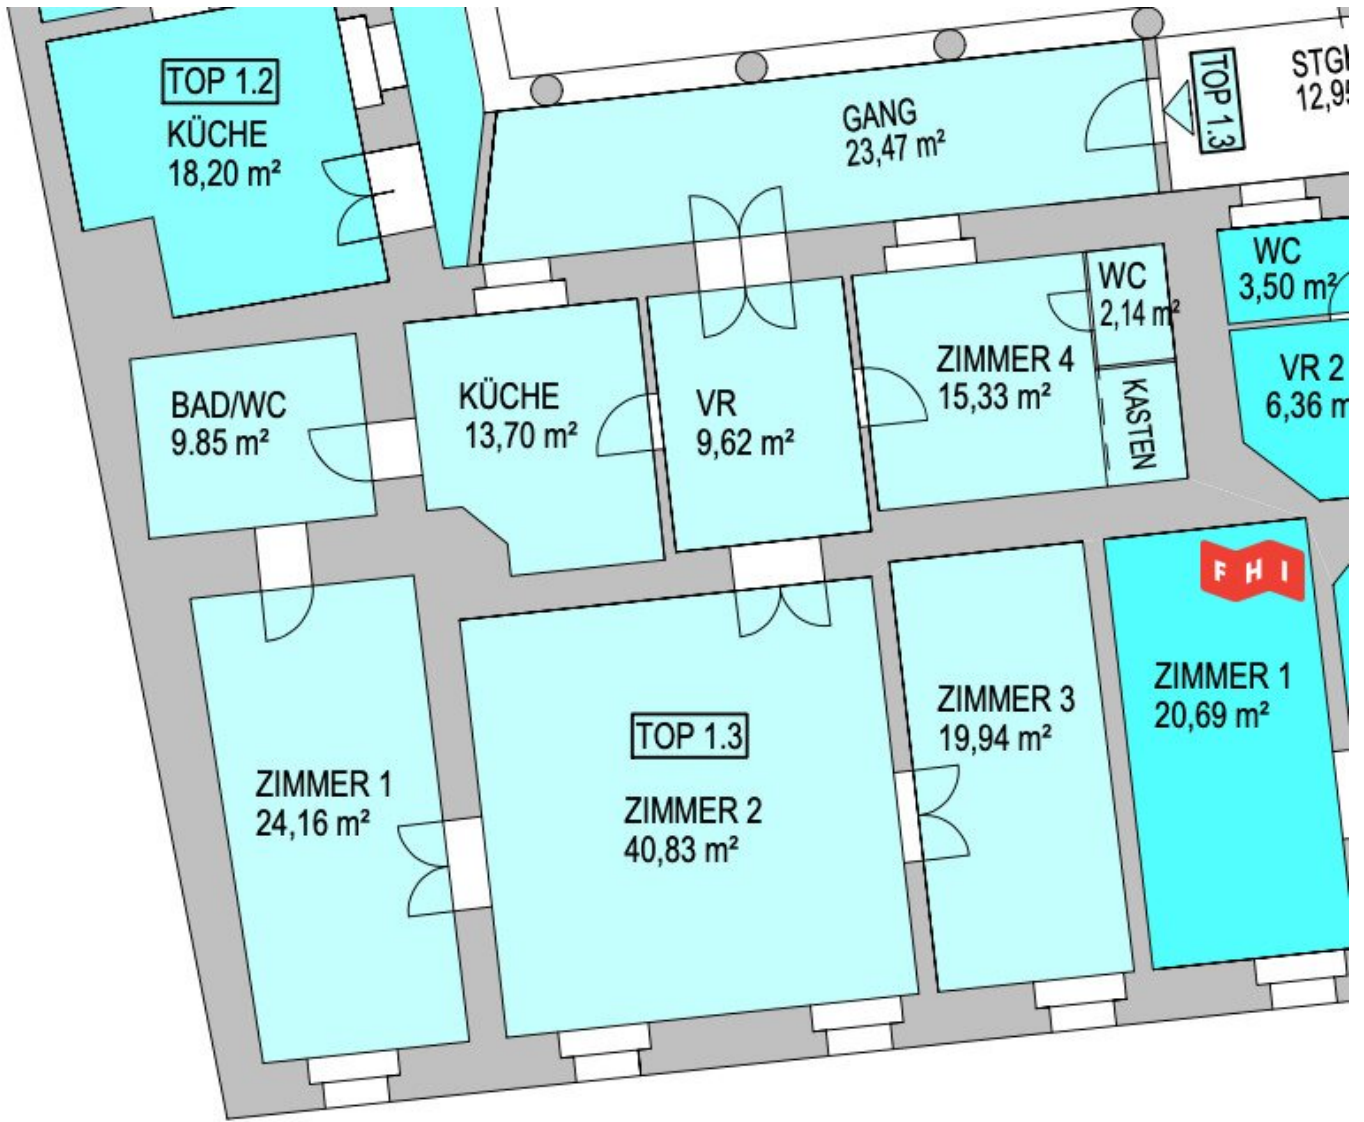 TOP 1.2
KÜCHE
18,20 m²
GANG
23,47 m²
TOP 1.3
12,95
WC
3,50 m²
VR 2
6,36 m
WC
2,14 m²
ZIMMER 4
15,33 m²
KASTEN
BAD/WC
9.85 m²
KÜCHE
13,70 m²
VR
9,62 m²
FHI
ZIMMER 1
20,69 m²
ZIMMER 3
19,94 m²
TOP 1.3
ZIMMER 2
40,83 m²
ZIMMER 1
24,16 m²